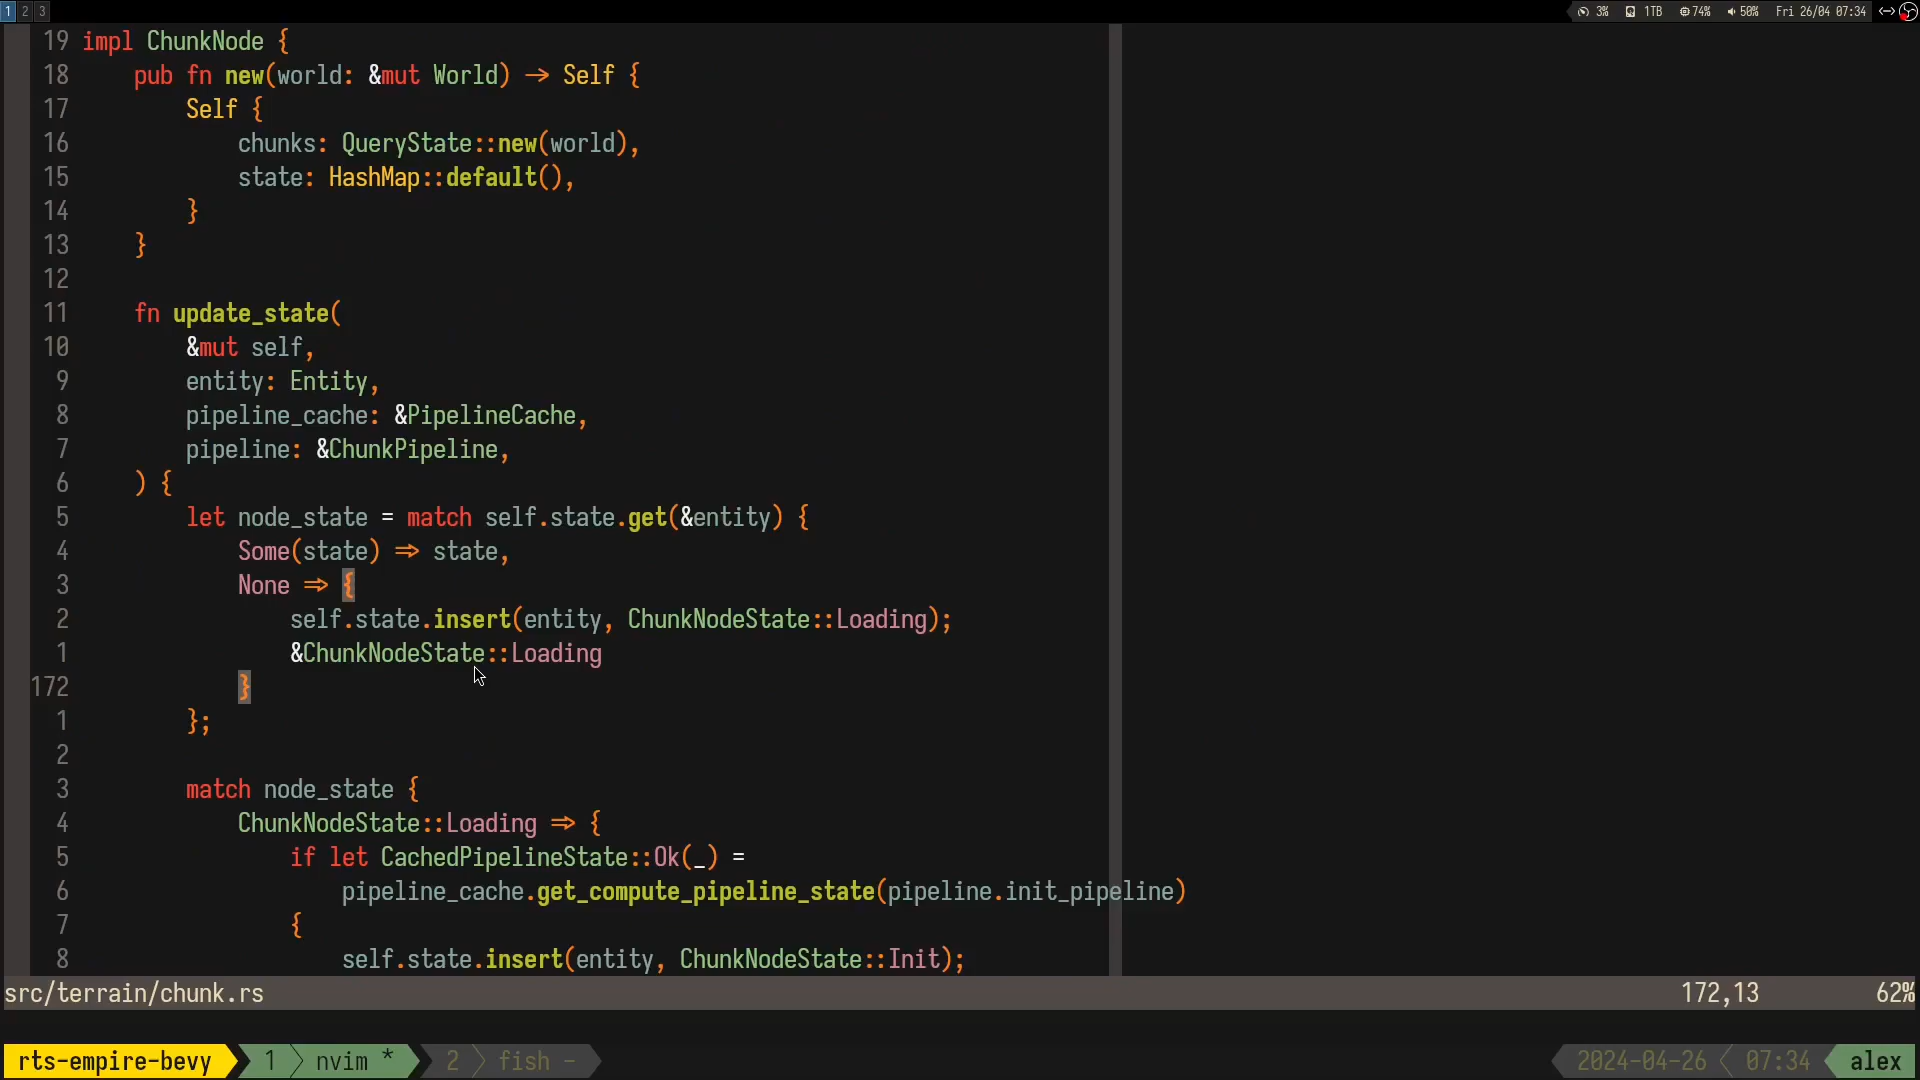 1 2 3 3% 1TB 74% 50% Fri 26/04 07:34
19 impl ChunkNode {
18 pub fn new(world: &mut World) -> Self {
17 Self {
16 chunks: QueryState::new(world),
15 state: HashMap::default(),
14 }
13 }
12
11 fn update_state(
10 &mut self,
9 entity: Entity,
8 pipeline_cache: &PipelineCache,
7 pipeline: &ChunkPipeline,
6 ) {
5 let node_state = match self.state.get(&entity) {
4 Some(state) => state,
3 None => {
2 self.state.insert(entity, ChunkNodeState::Loading);
1 &ChunkNodeState::Loading
172 }
1 };
2
3 match node_state {
4 ChunkNodeState::Loading => {
5 if let CachedPipelineState::Ok(_) =
6 pipeline_cache.get_compute_pipeline_state(pipeline.init_pipeline)
7 {
8 self.state.insert(entity, ChunkNodeState::Init);
src/terrain/chunk.rs 172,13 62%
rts-empire-bevy 1 nvim * 2 fish - 2024-04-26 07:34 alex